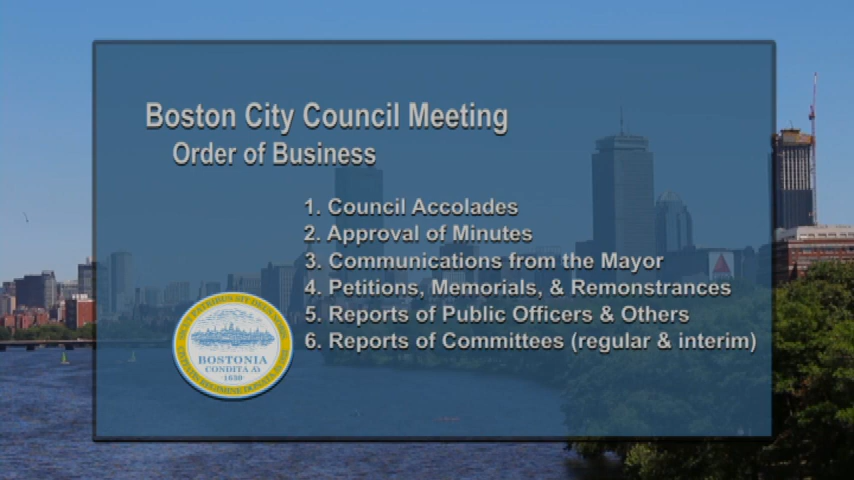 Boston City Council Meeting
Order of Business
1. Council Accolades
2. Approval of Minutes
3. Communications from the Mayor
4. Petitions, Memorials, & Remonstrances
5. Reports of Public Officers & Others
6. Reports of Committees (regular & interim)
BOSTONIA
CONDITA A.D.
1630